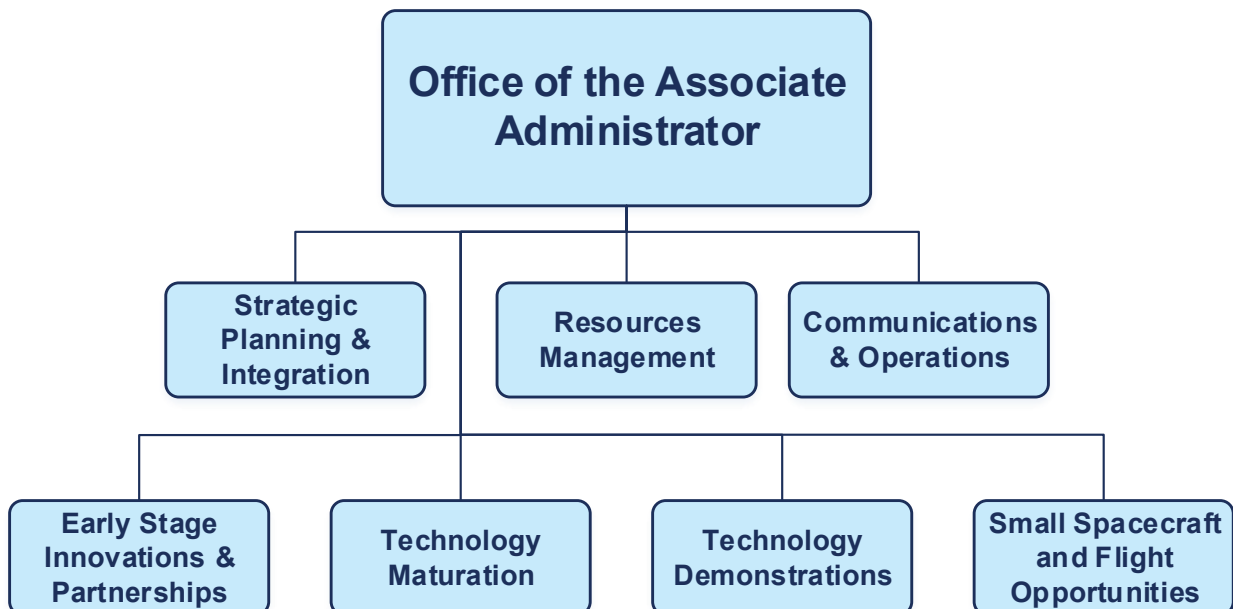 Office of the Associate
Administrator
Strategic
Planning &
Integration
Resources
Management
Communications
& Operations
Early Stage
Innovations &
Partnerships
Technology
Maturation
Technology
Demonstrations
Small Spacecraft
and Flight
Opportunities